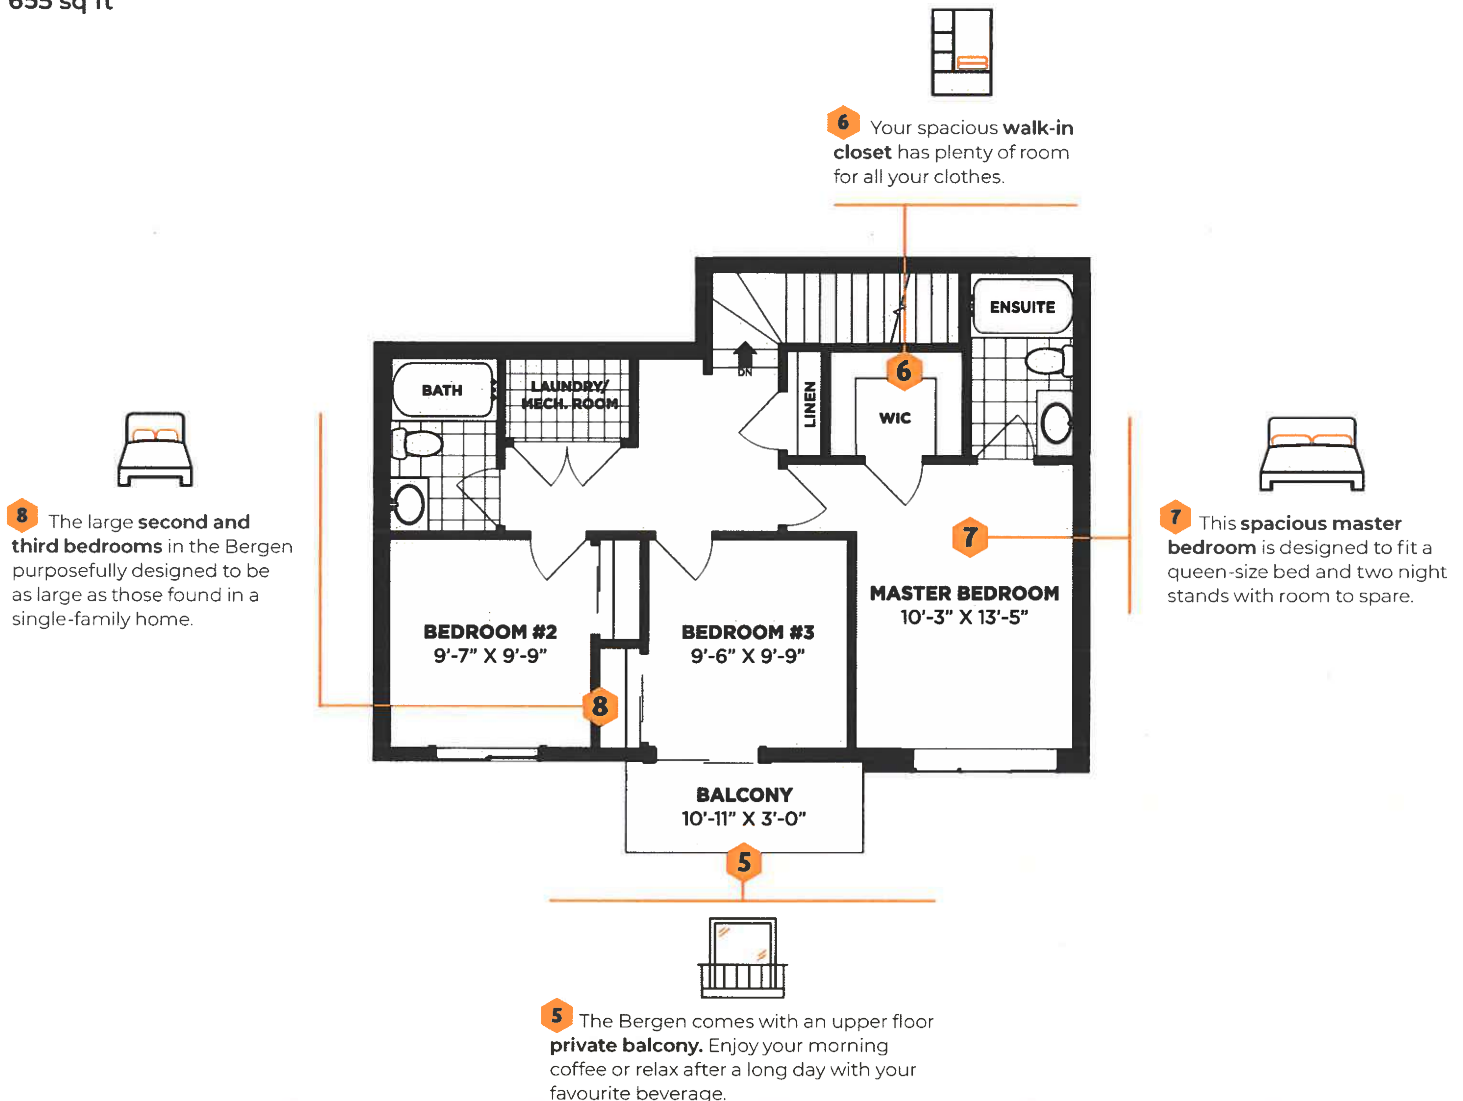 655 sq ft
6 Your spacious walk-in
closet has plenty of room
for all your clothes.
ENSUITE
BATH
LAUNDRY/
MECH. ROOM
DN
LINEN
6
WIC
8 The large second and
third bedrooms in the Bergen
purposefully designed to be
as large as those found in a
single-family home.
7
MASTER BEDROOM
10'-3" X 13'-5"
7 This spacious master
bedroom is designed to fit a
queen-size bed and two night
stands with room to spare.
BEDROOM #2
9'-7" X 9'-9"
BEDROOM #3
9'-6" X 9'-9"
8
BALCONY
10'-11" X 3'-0"
5
5 The Bergen comes with an upper floor
private balcony. Enjoy your morning
coffee or relax after a long day with your
favourite beverage.